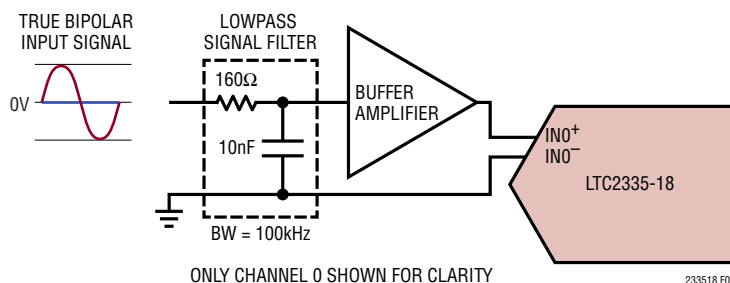 TRUE BIPOLAR
INPUT SIGNAL
LOWPASS
SIGNAL FILTER
0V
160Ω
10nF
BUFFER
AMPLIFIER
IN0+
IN0−
LTC2335-18
BW = 100kHz
ONLY CHANNEL 0 SHOWN FOR CLARITY
233518 F0